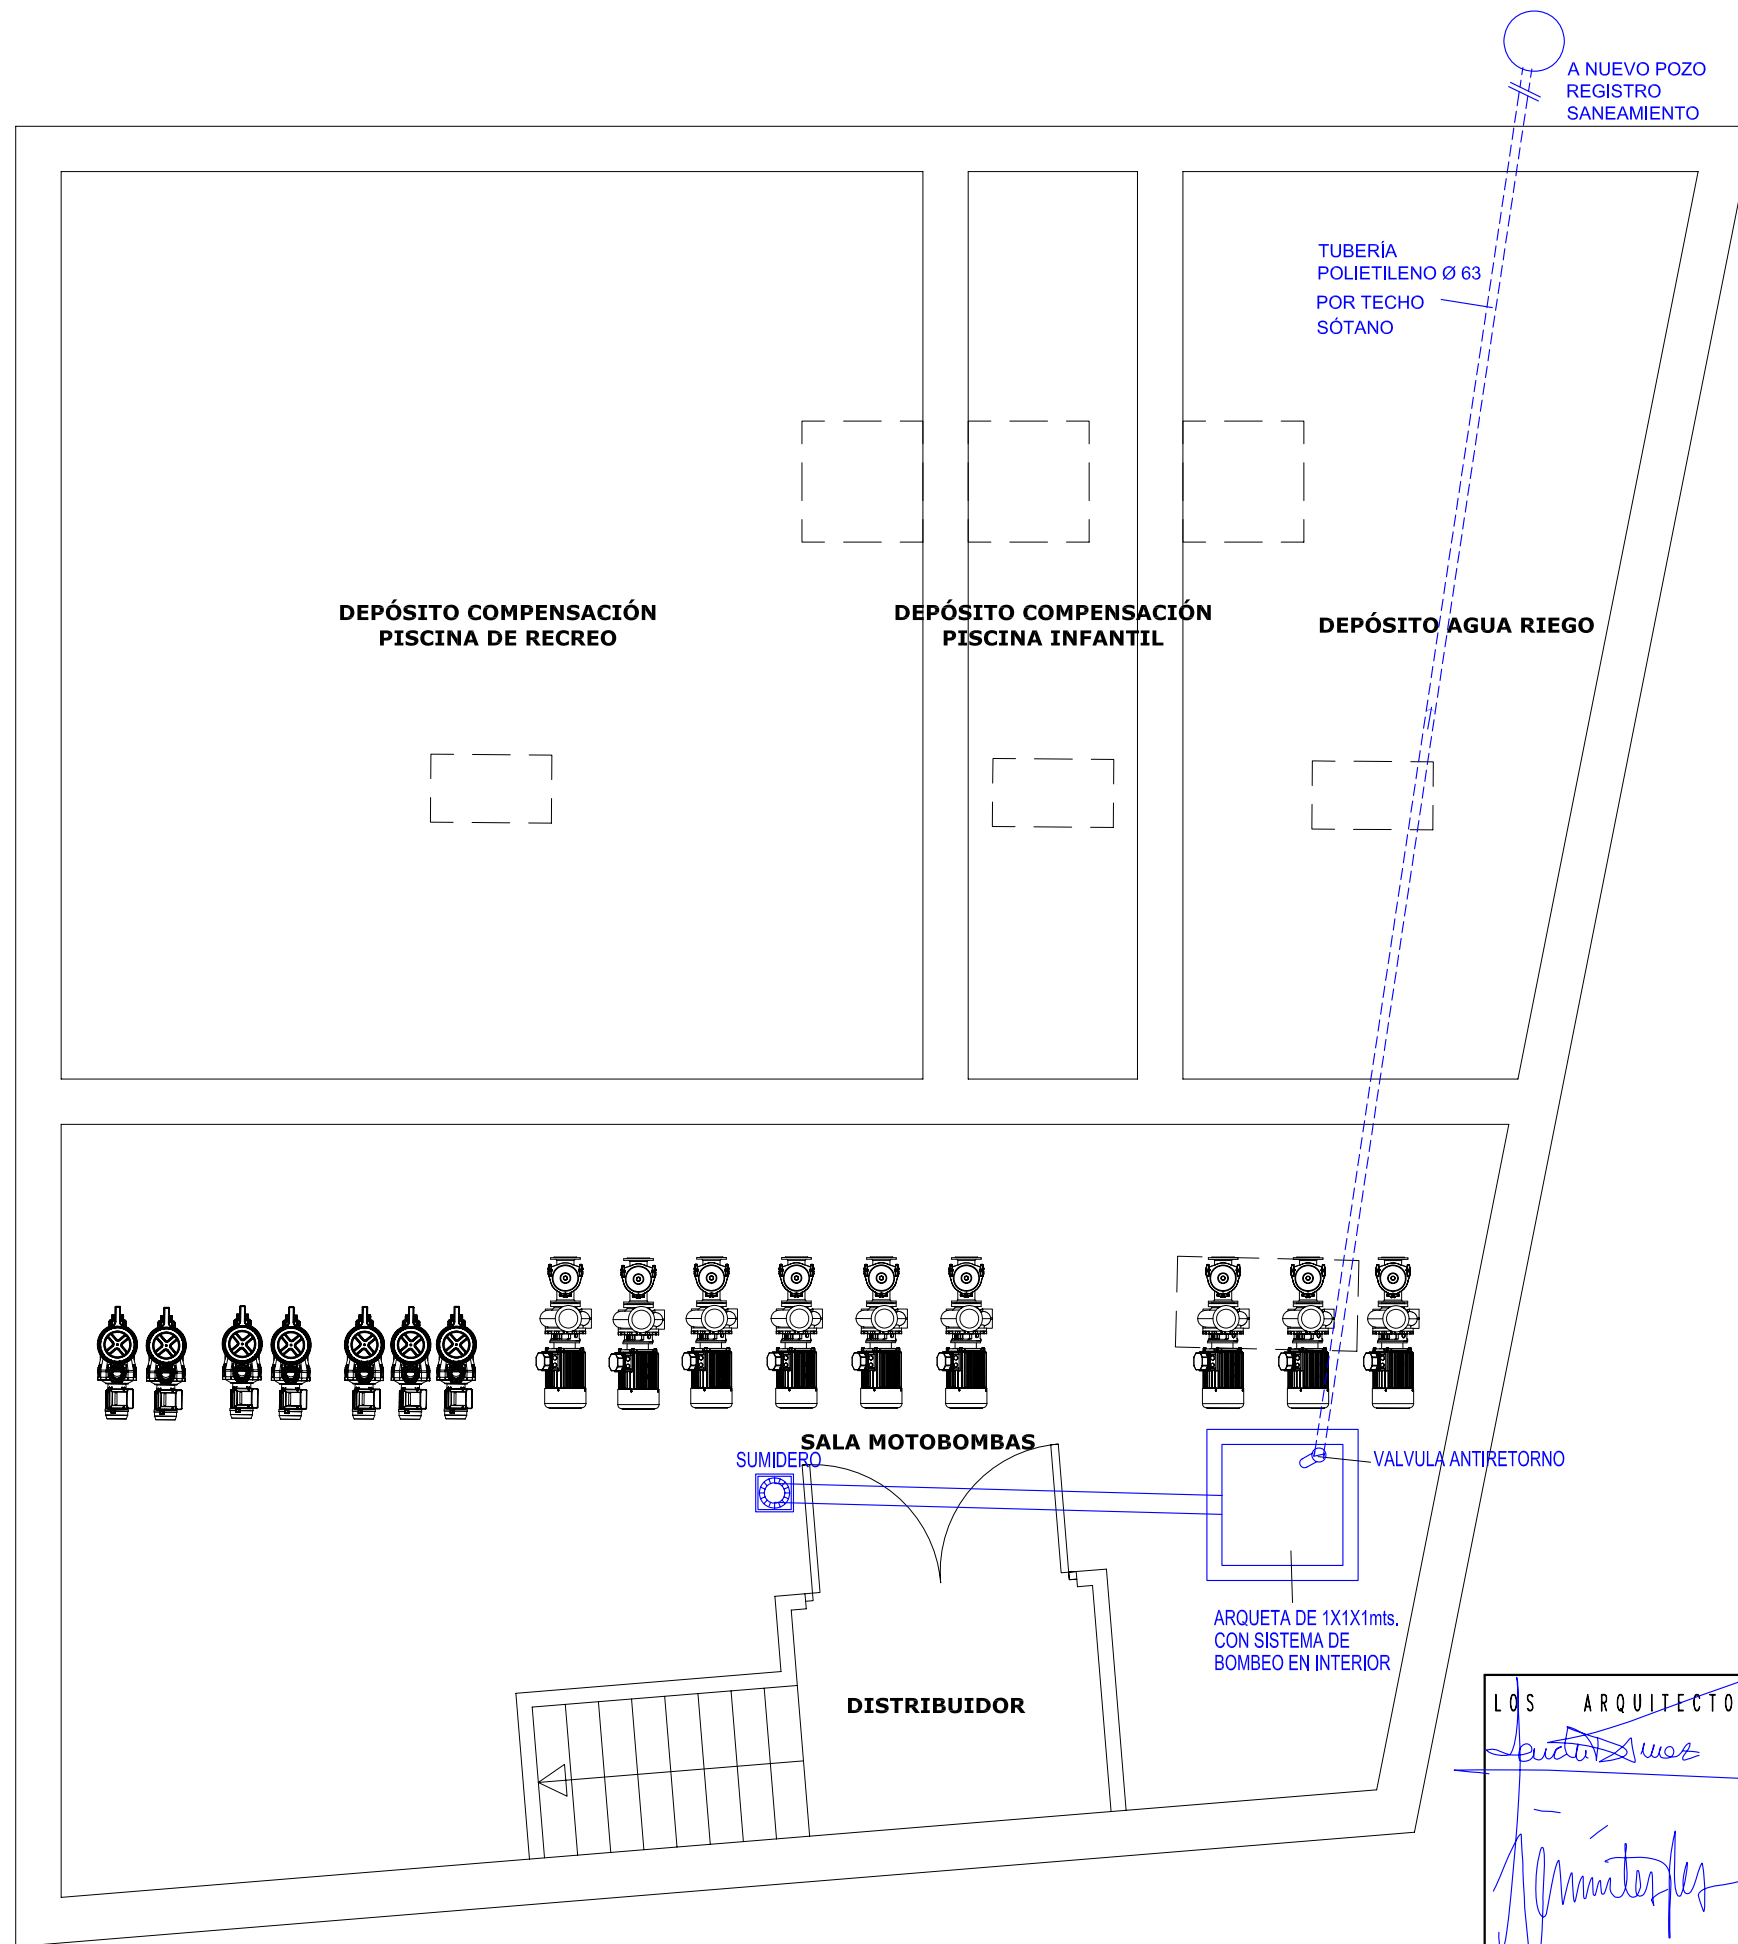 A NUEVO POZO
REGISTRO
SANEAMIENTO
TUBERÍA
POLIETILENO Ø 63
POR TECHO
SÓTANO
DEPÓSITO COMPENSACIÓN
PISCINA DE RECREO
DEPÓSITO COMPENSACIÓN
PISCINA INFANTIL
DEPÓSITO AGUA RIEGO
SALA MOTOBOMBAS
SUMIDERO
VALVULA ANTIRETORNO
ARQUETA DE 1X1X1mts.
CON SISTEMA DE
BOMBEO EN INTERIOR
DISTRIBUIDOR
LOS ARQUITECTO